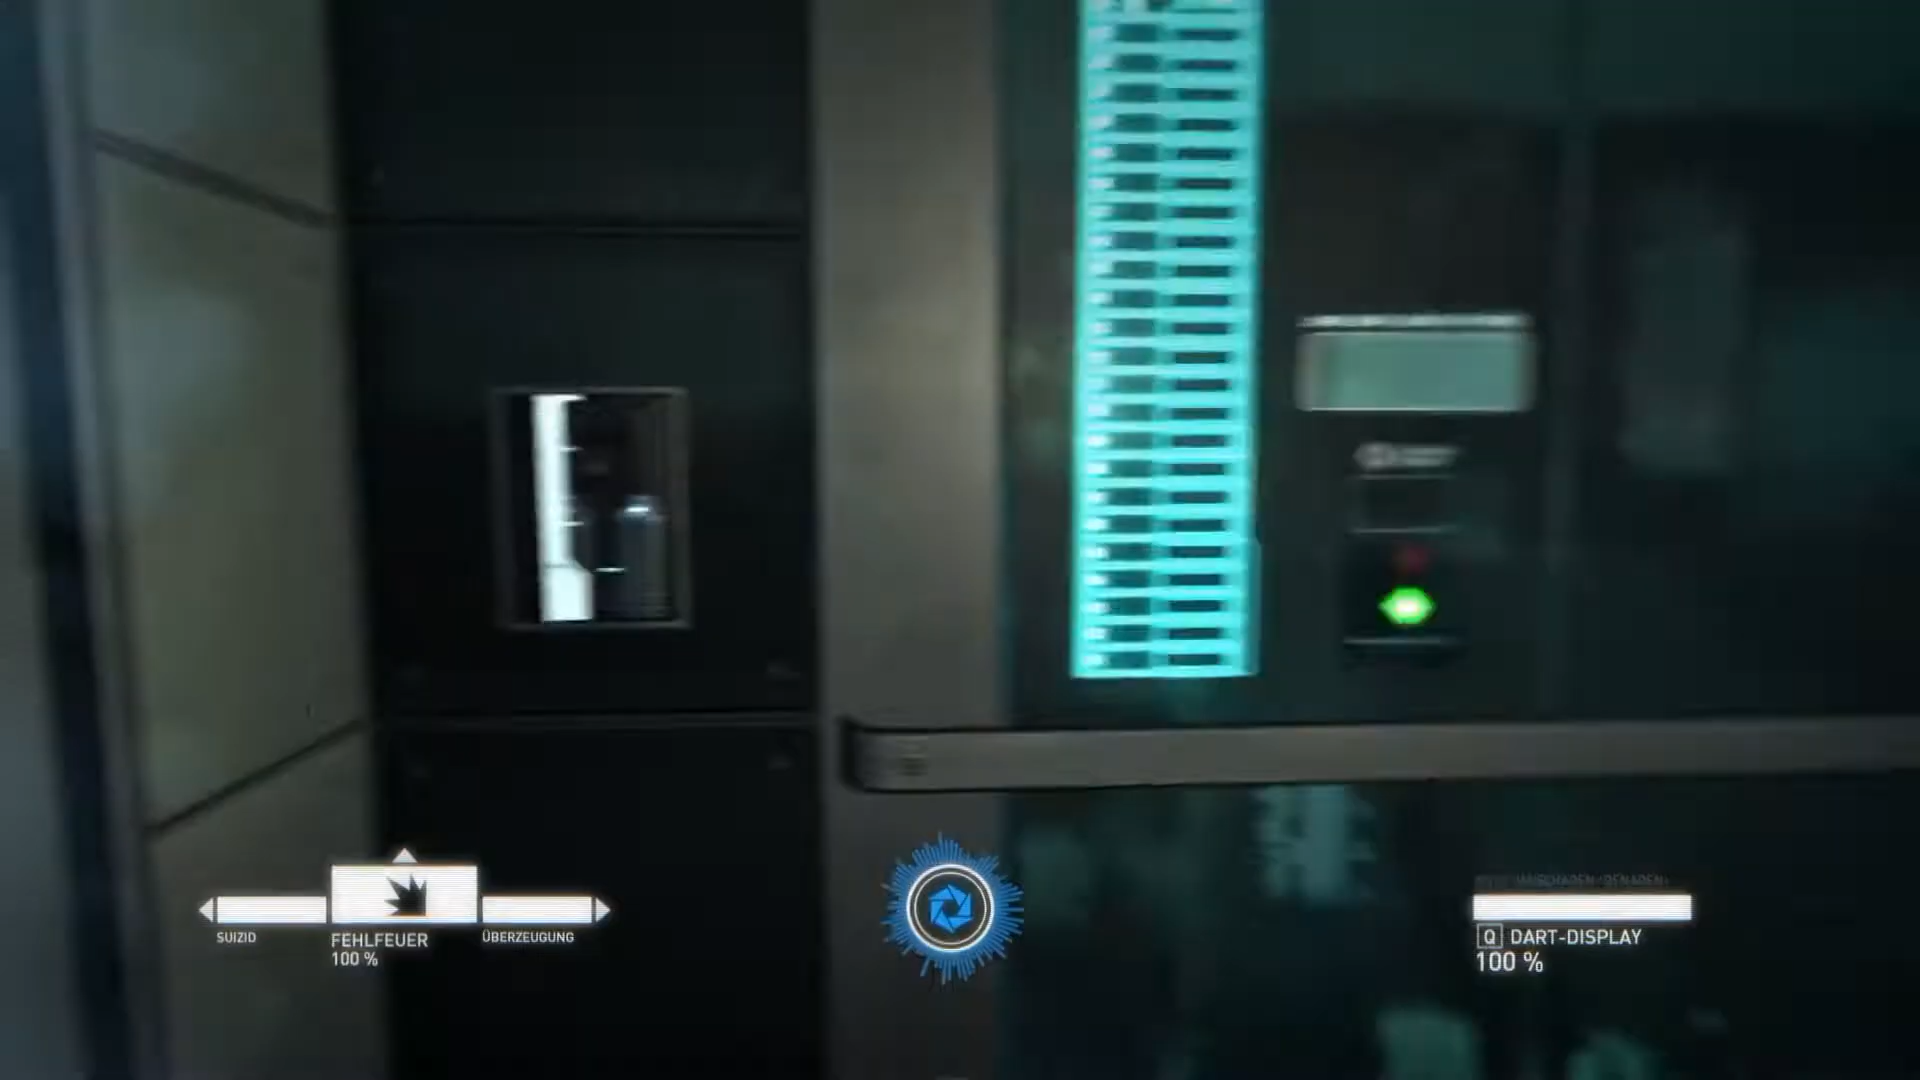 SUIZID
FEHLFEUER
100 %
ÜBERZEUGUNG
Q DART-DISPLAY
100 %